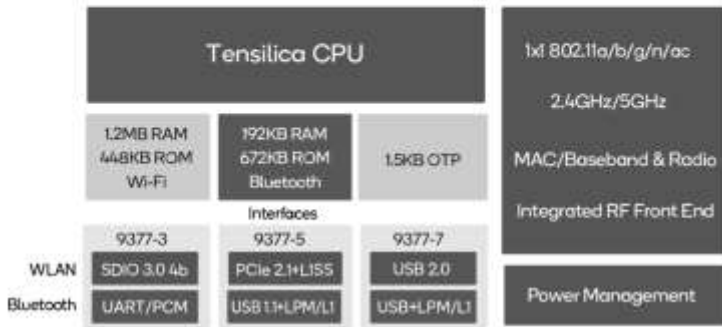 Tensilica CPU
1.2MB RAM
448KB ROM
Wi-Fi
192KB RAM
672KB ROM
Bluetooth
1.5KB OTP
Interfaces
9377-3
9377-5
9377-7
WLAN
SDIO 3.0 4b
PCIe 2.1+L1SS
USB 2.0
Bluetooth
UART/PCM
USB 1.1+LPM/L1
USB+LPM/L1
1x1 802.11a/b/g/n/ac
2.4GHz/5GHz
MAC/Baseband & Radio
Integrated RF Front End
Power Management